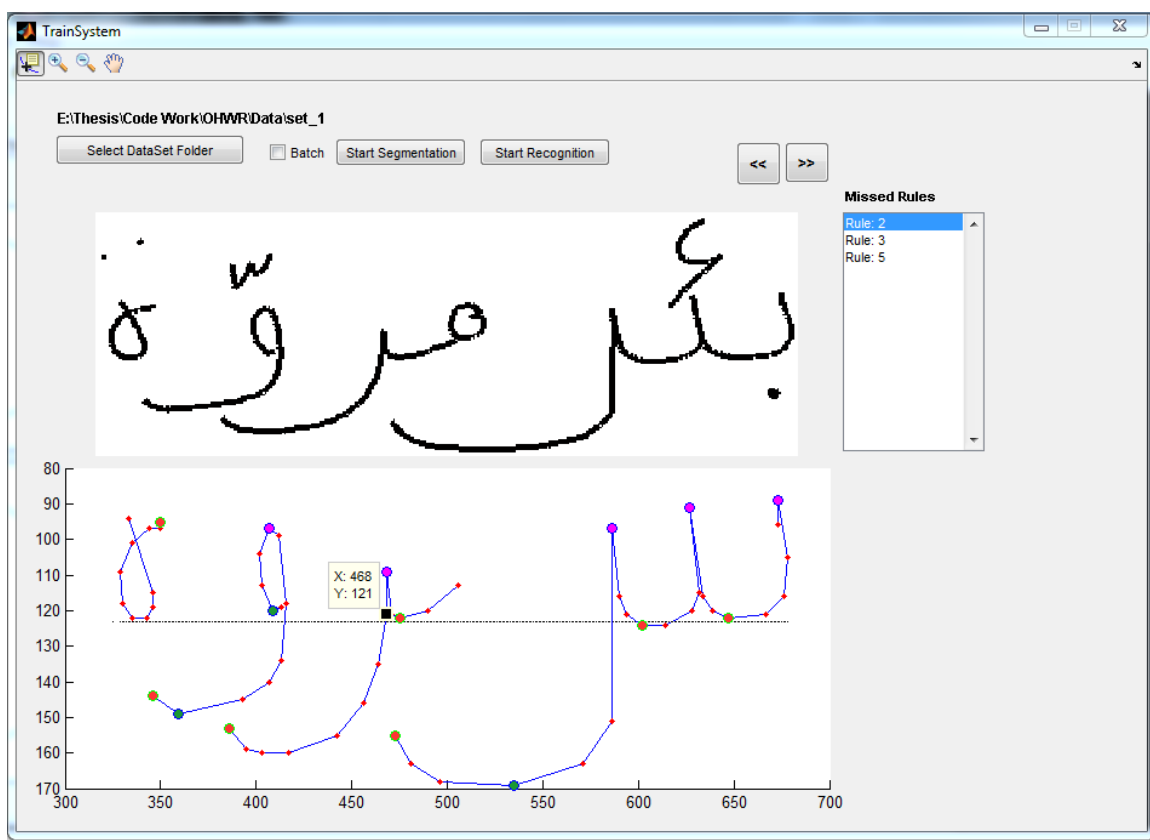 TrainSystem
E:\Thesis\Code Work\OHWR\Data\set_1
Select DataSet Folder Batch Start Segmentation Start Recognition << >>
Missed Rules
Rule: 2
Rule: 3
Rule: 5
بئر مروّة
80
90
100
110
120
130
140
150
160
170
X: 468
Y: 121
300 350 400 450 500 550 600 650 700